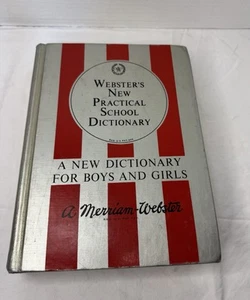 WEBSTER'S
NEW
PRACTICAL
SCHOOL
DICTIONARY
A NEW DICTIONARY
FOR BOYS AND GIRLS
A Merriam-Webster